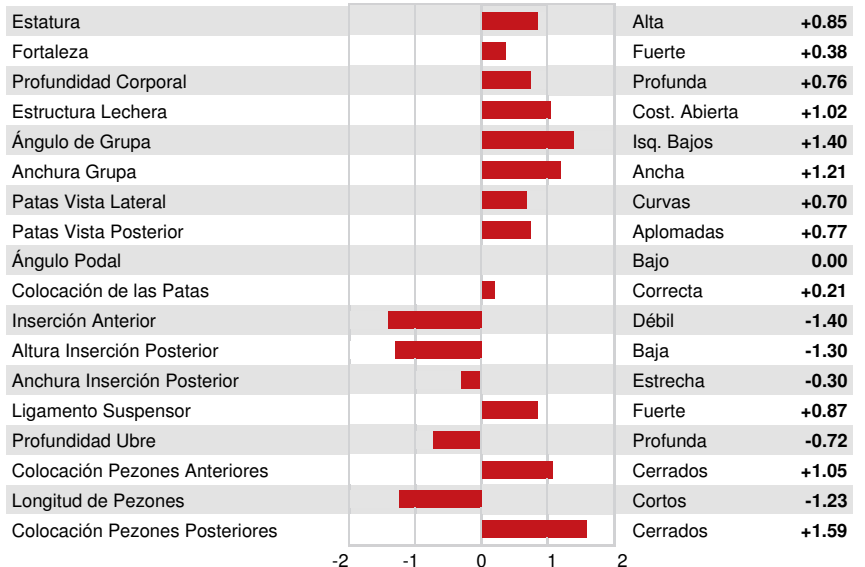 Estatura Alta +0.85
Fortaleza Fuerte +0.38
Profundidad Corporal Profunda +0.76
Estructura Lechera Cost. Abierta +1.02
Ángulo de Grupa Isq. Bajos +1.40
Anchura Grupa Ancha +1.21
Patas Vista Lateral Curvas +0.70
Patas Vista Posterior Aplomadas +0.77
Ángulo Podal Bajo 0.00
Colocación de las Patas Correcta +0.21
Inserción Anterior Débil -1.40
Altura Inserción Posterior Baja -1.30
Anchura Inserción Posterior Estrecha -0.30
Ligamento Suspensor Fuerte +0.87
Profundidad Ubre Profunda -0.72
Colocación Pezones Anteriores Cerrados +1.05
Longitud de Pezones Cortos -1.23
Colocación Pezones Posteriores Cerrados +1.59
-2 -1 0 1 2